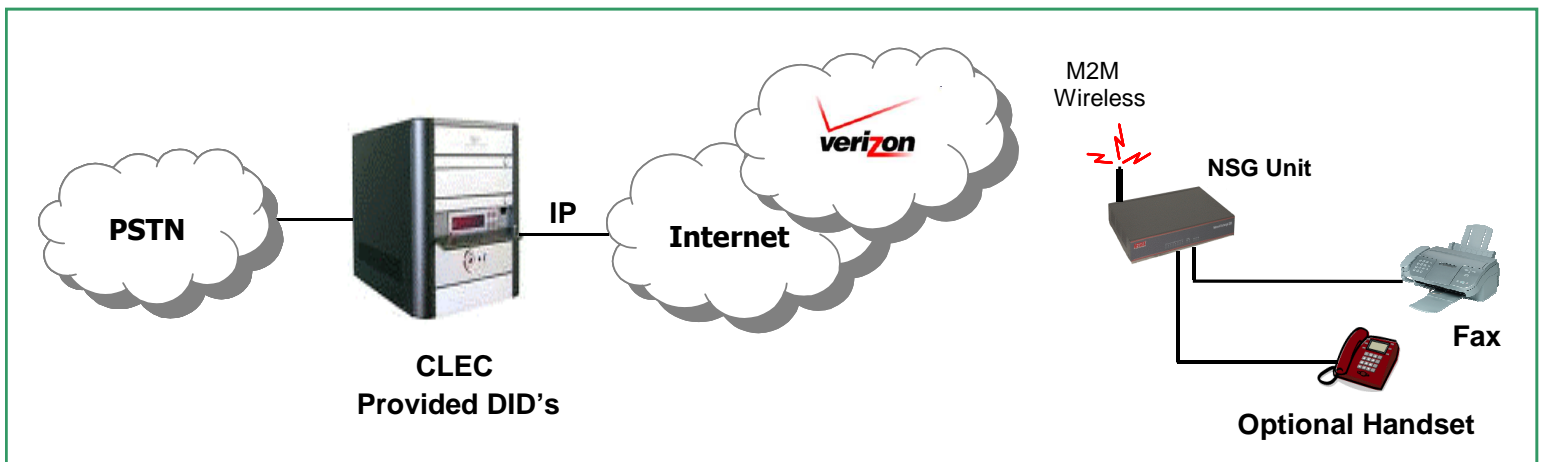 M2M
Wireless
verizon
NSG Unit
PSTN
IP
Internet
Fax
CLEC
Provided DID's
Optional Handset